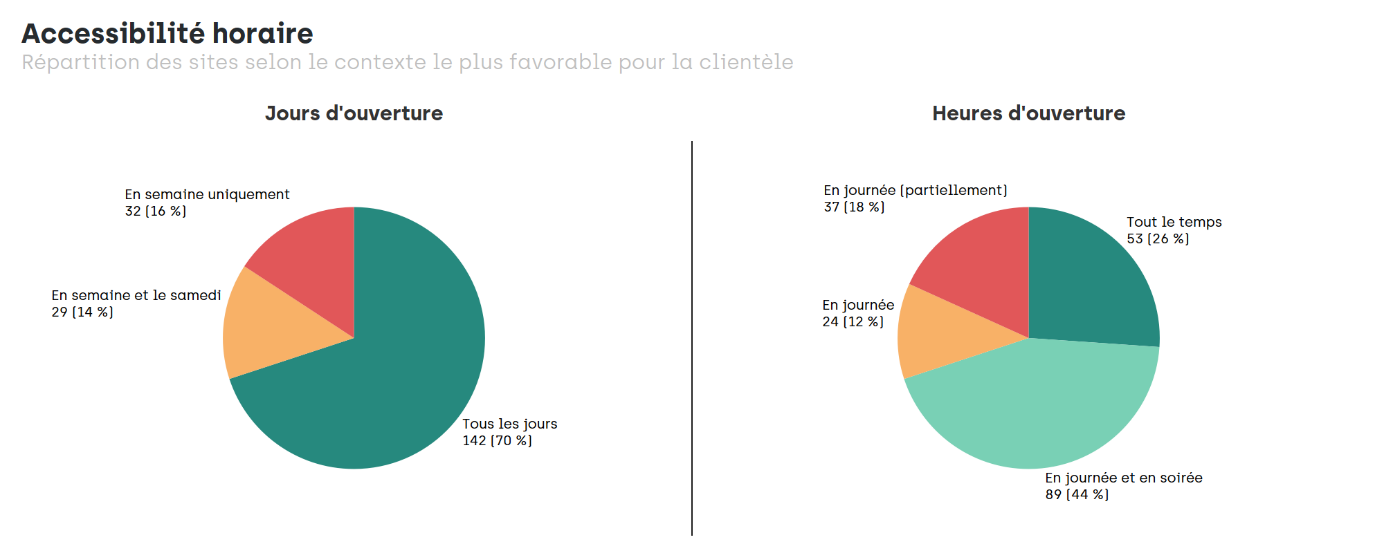 Accessibilité horaire
Répartition des sites selon le contexte le plus favorable pour la clientèle
Jours d'ouverture
En semaine uniquement
32 (16 %)
En semaine et le samedi
29 (14 %)
Tous les jours
142 (70 %)
Heures d'ouverture
En journée (partiellement)
37 (18 %)
Tout le temps
53 (26 %)
En journée
24 (12 %)
En journée et en soirée
89 (44 %)